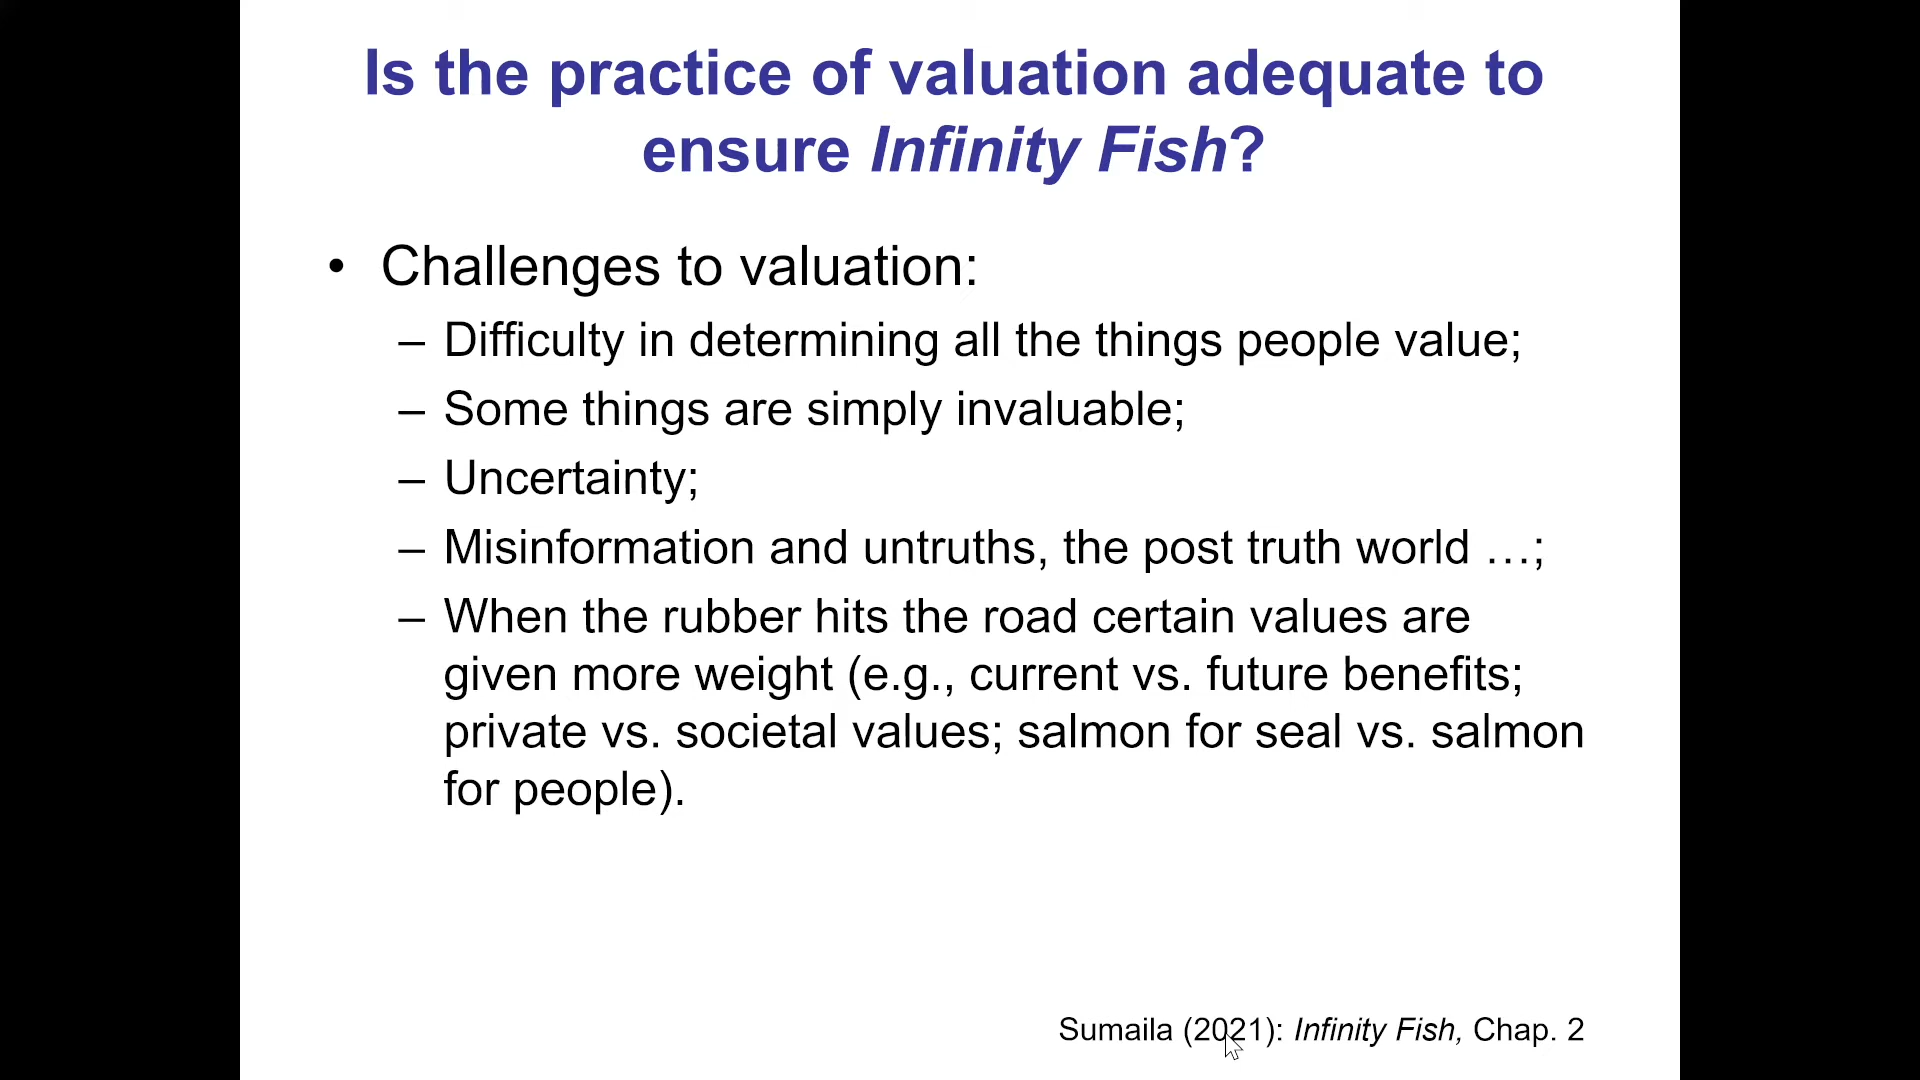 Is the practice of valuation adequate to
ensure Infinity Fish?
• Challenges to valuation:
– Difficulty in determining all the things people value;
– Some things are simply invaluable;
– Uncertainty;
– Misinformation and untruths, the post truth world …;
– When the rubber hits the road certain values are
given more weight (e.g., current vs. future benefits;
private vs. societal values; salmon for seal vs. salmon
for people).
Sumaila (2021): Infinity Fish, Chap. 2